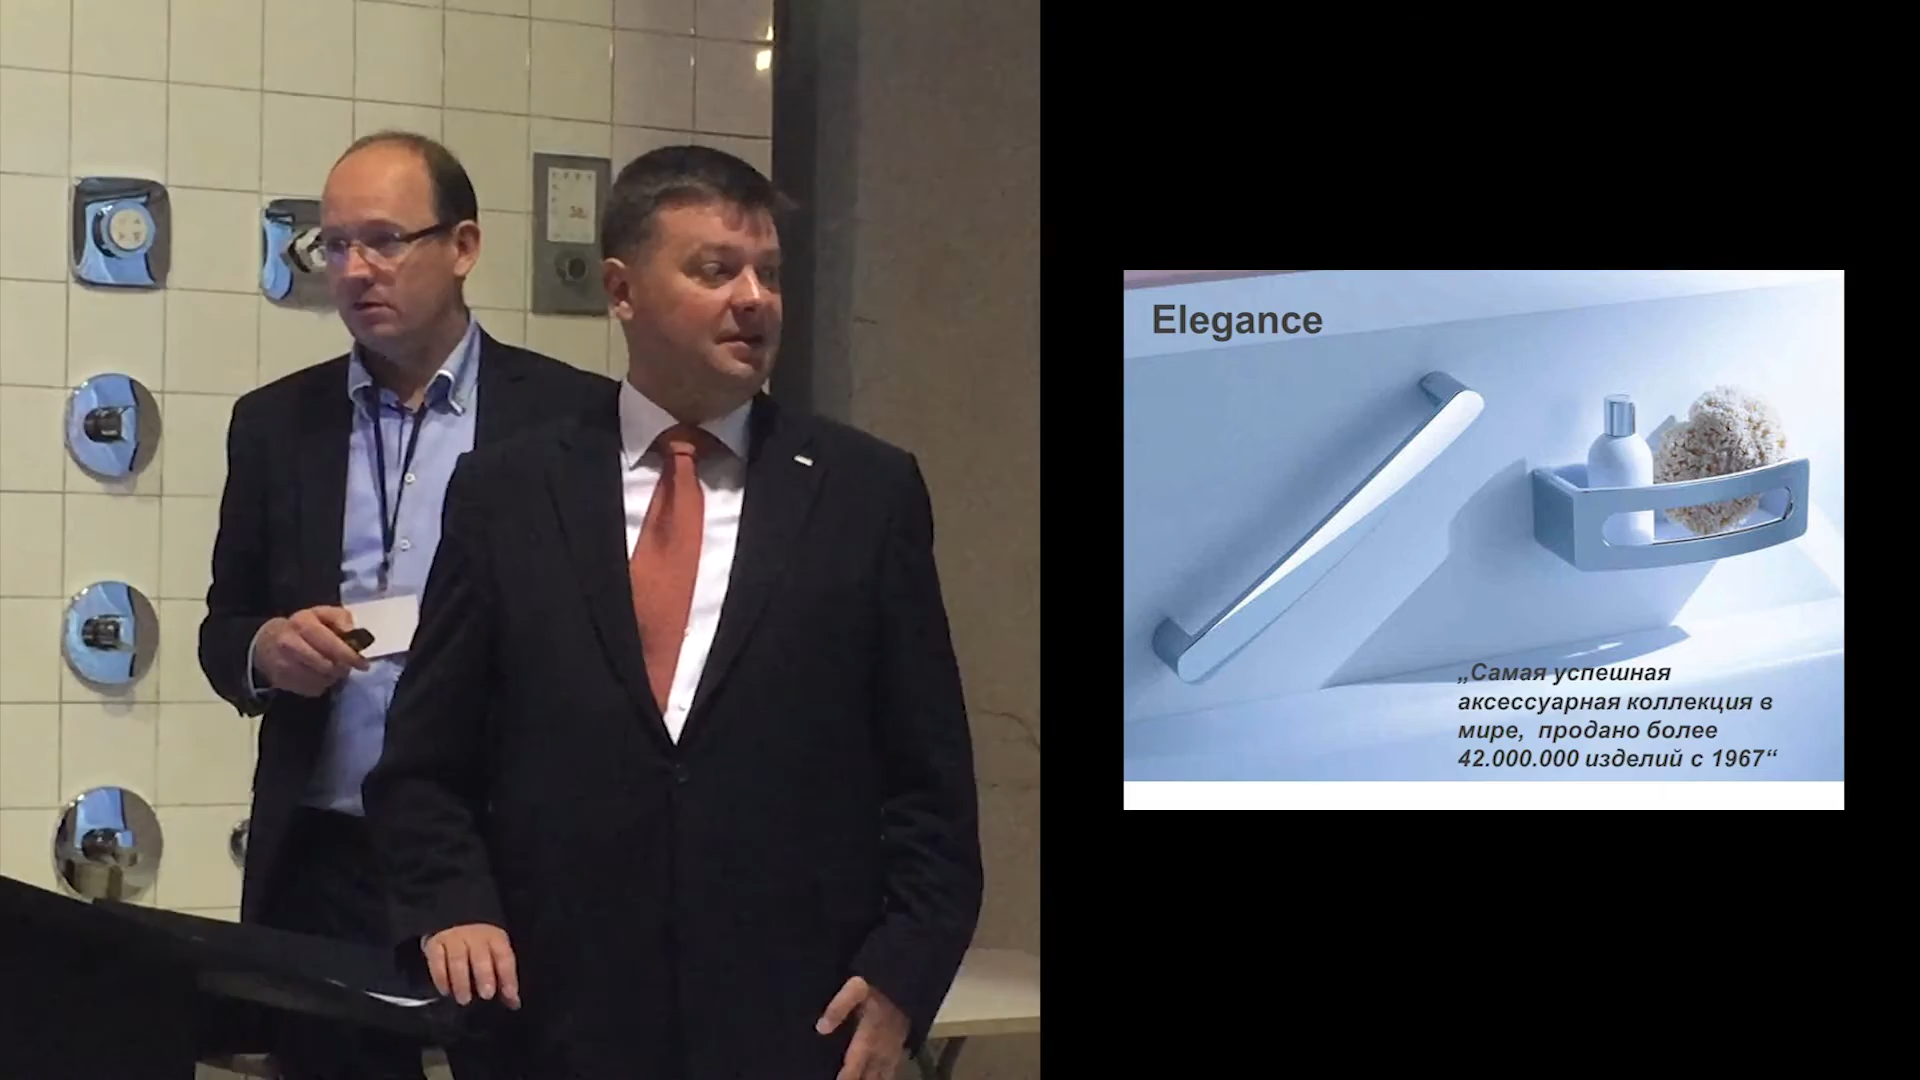 Elegance
„Самая успешная
аксессуарная коллекция в
мире, продано более
42.000.000 изделий с 1967“